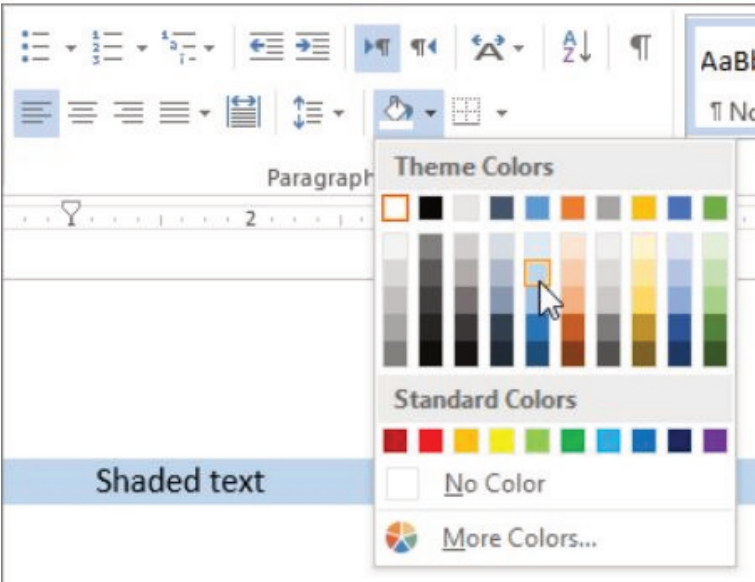 AaBb
¶ No
Paragraph
2
Theme Colors
Standard Colors
Shaded text
No Color
More Colors...